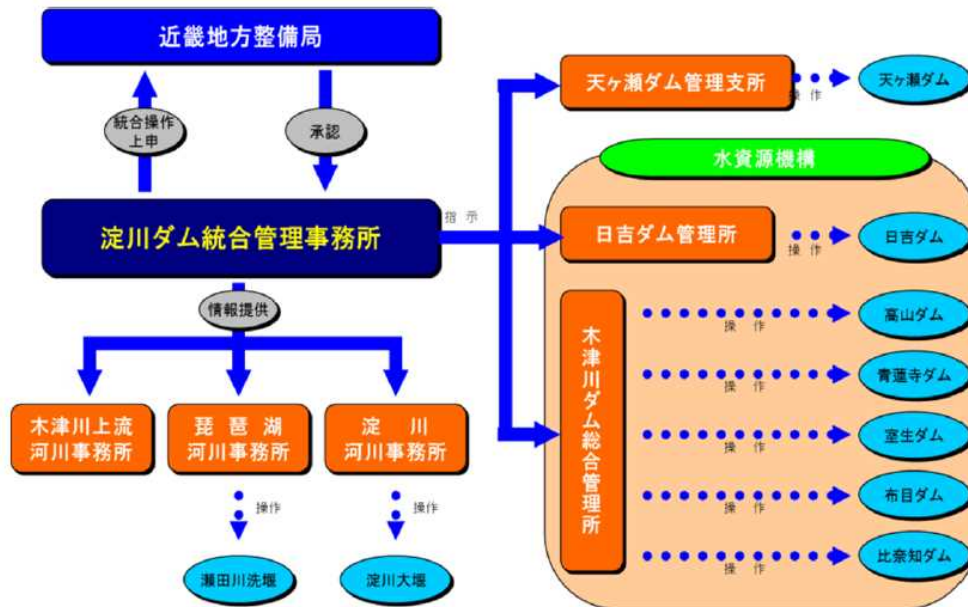 近畿地方整備局
統合操作
上申
承認
淀川ダム統合管理事務所
指示
情報提供
木津川上流
河川事務所
琵琶湖
河川事務所
淀川
河川事務所
操作
操作
瀬田川洗堰
淀川大堰
天ヶ瀬ダム管理支所
操作
天ヶ瀬ダム
水資源機構
日吉ダム管理所
操作
日吉ダム
木津川ダム総合管理所
操作
高山ダム
操作
青蓮寺ダム
操作
室生ダム
操作
布目ダム
操作
比奈知ダム